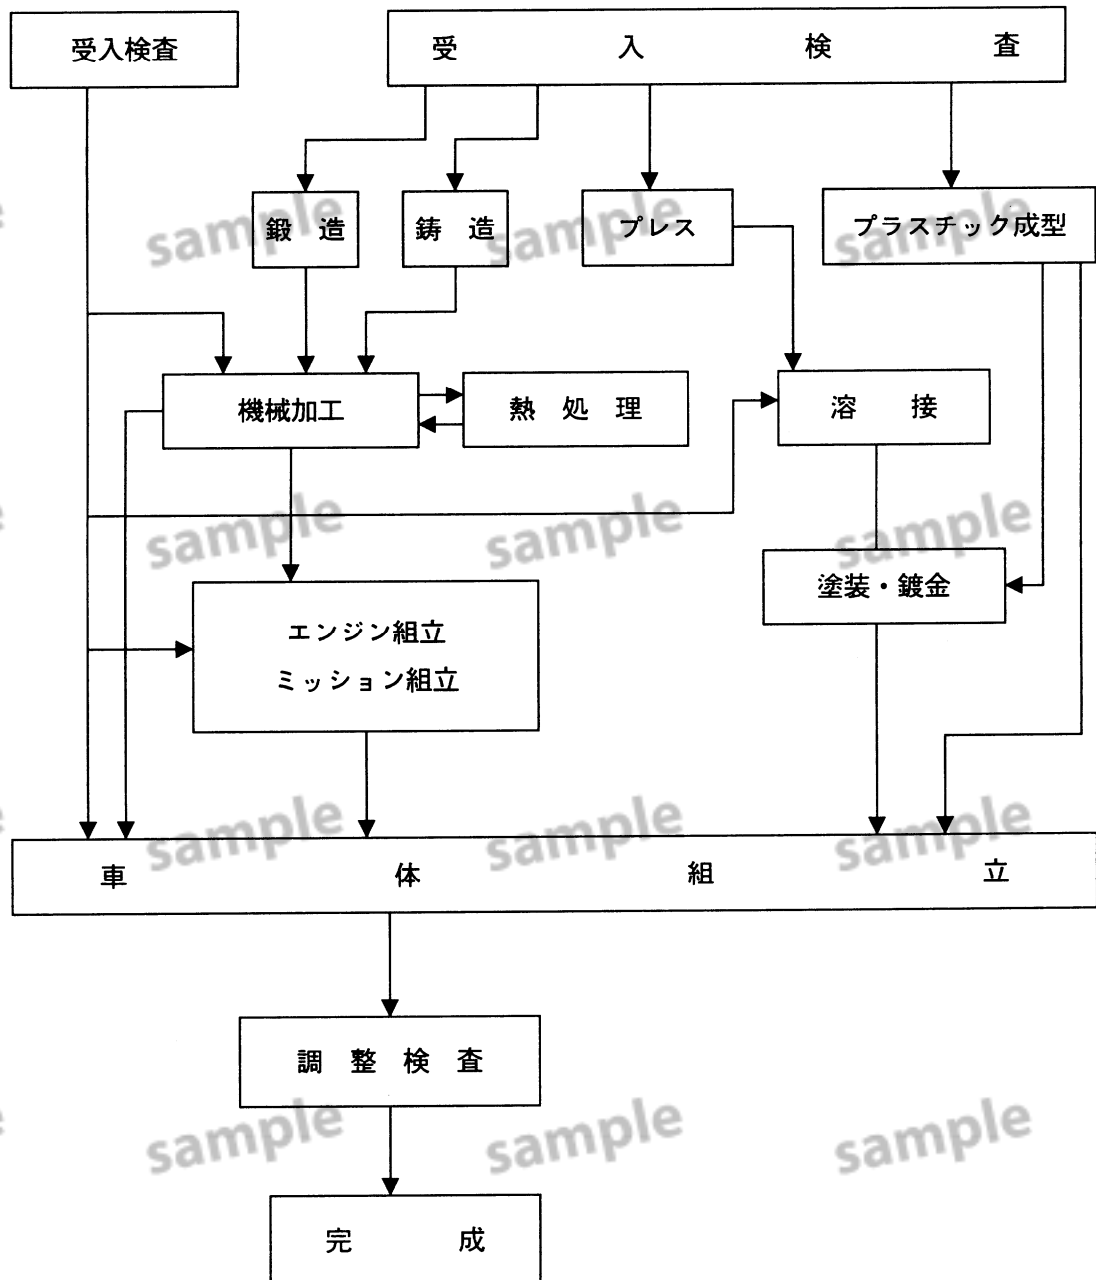 受入検査
受入検査
鍛造
鋳造
プレス
プラスチック成型
機械加工
熱処理
溶接
塗装・鍍金
エンジン組立
ミッション組立
車体組立
調整検査
完成
sample
sample
sample
sample
sample
sample
sample
sample
sample
sample
sample
sample